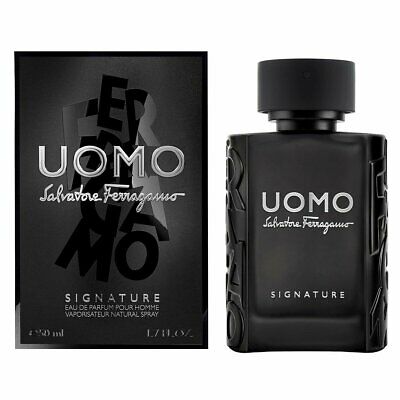 UOMO
Salvatore Ferragamo
SIGNATURE
EAU DE PARFUM POUR HOMME
VAPORISATEUR NATURAL SPRAY
50 ml
1.7 FL.OZ.
UOMO
Salvatore Ferragamo
SIGNATURE